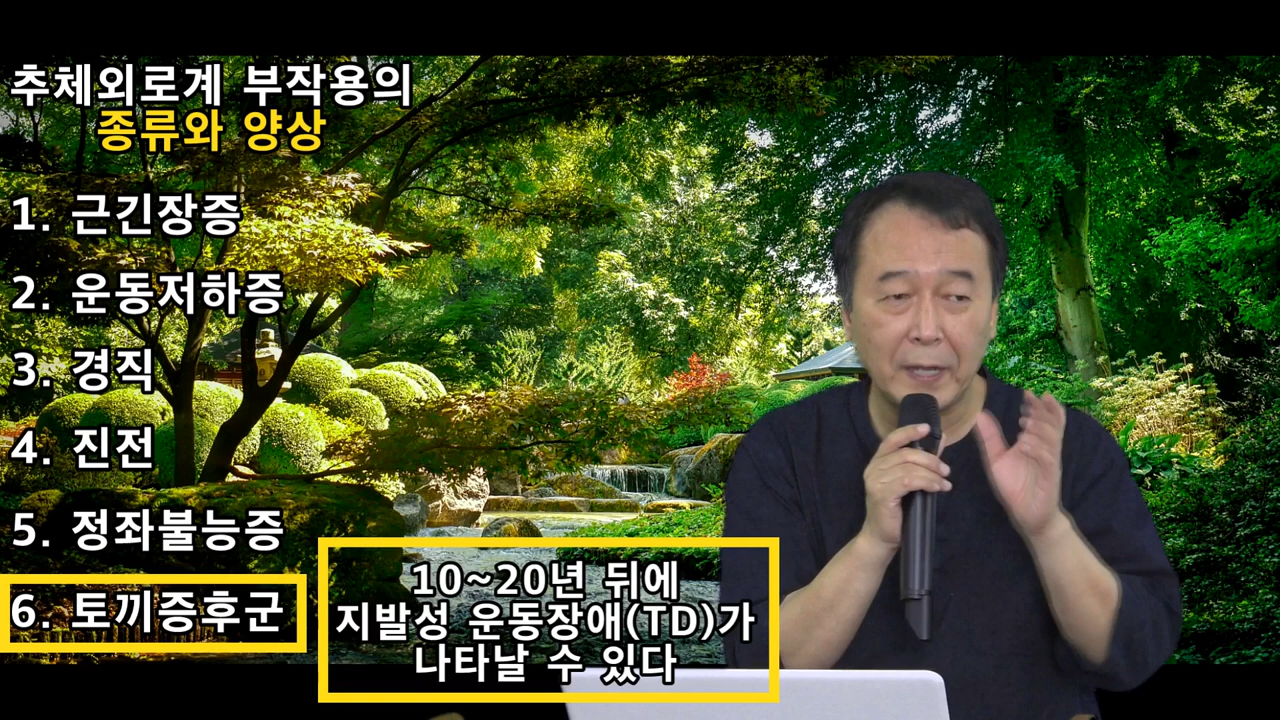 추체외로계 부작용의
종류와 양상
1. 근긴장증
2. 운동저하증
3. 경직
4. 진전
5. 정좌불능증
6. 토끼증후군
10~20년 뒤에
지발성 운동장애(TD)가
나타날 수 있다